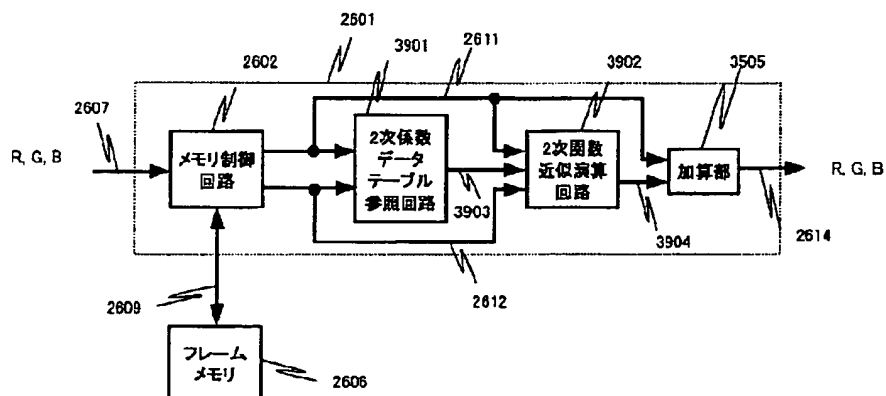 2601
3901
2611
3902
3505
2602
2607
R, G, B
メモリ制御
回路
2次係数
データ
テーブル
参照回路
2次関数
近似演算
回路
加算部
R, G, B
3903
3904
2614
2612
2609
フレーム
メモリ
2606